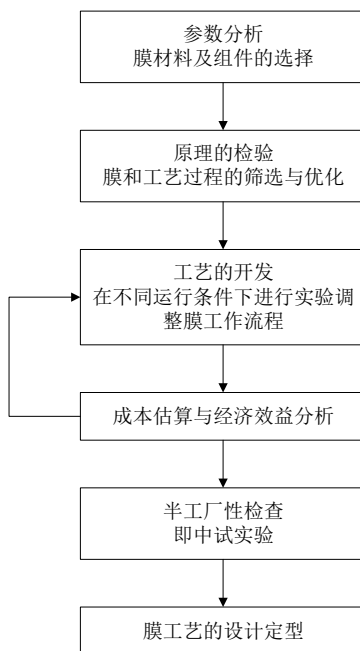 参数分析
膜材料及组件的选择
原理的检验
膜和工艺过程的筛选与优化
工艺的开发
在不同运行条件下进行实验调
整膜工作流程
成本估算与经济效益分析
半工厂性检查
即中试实验
膜工艺的设计定型